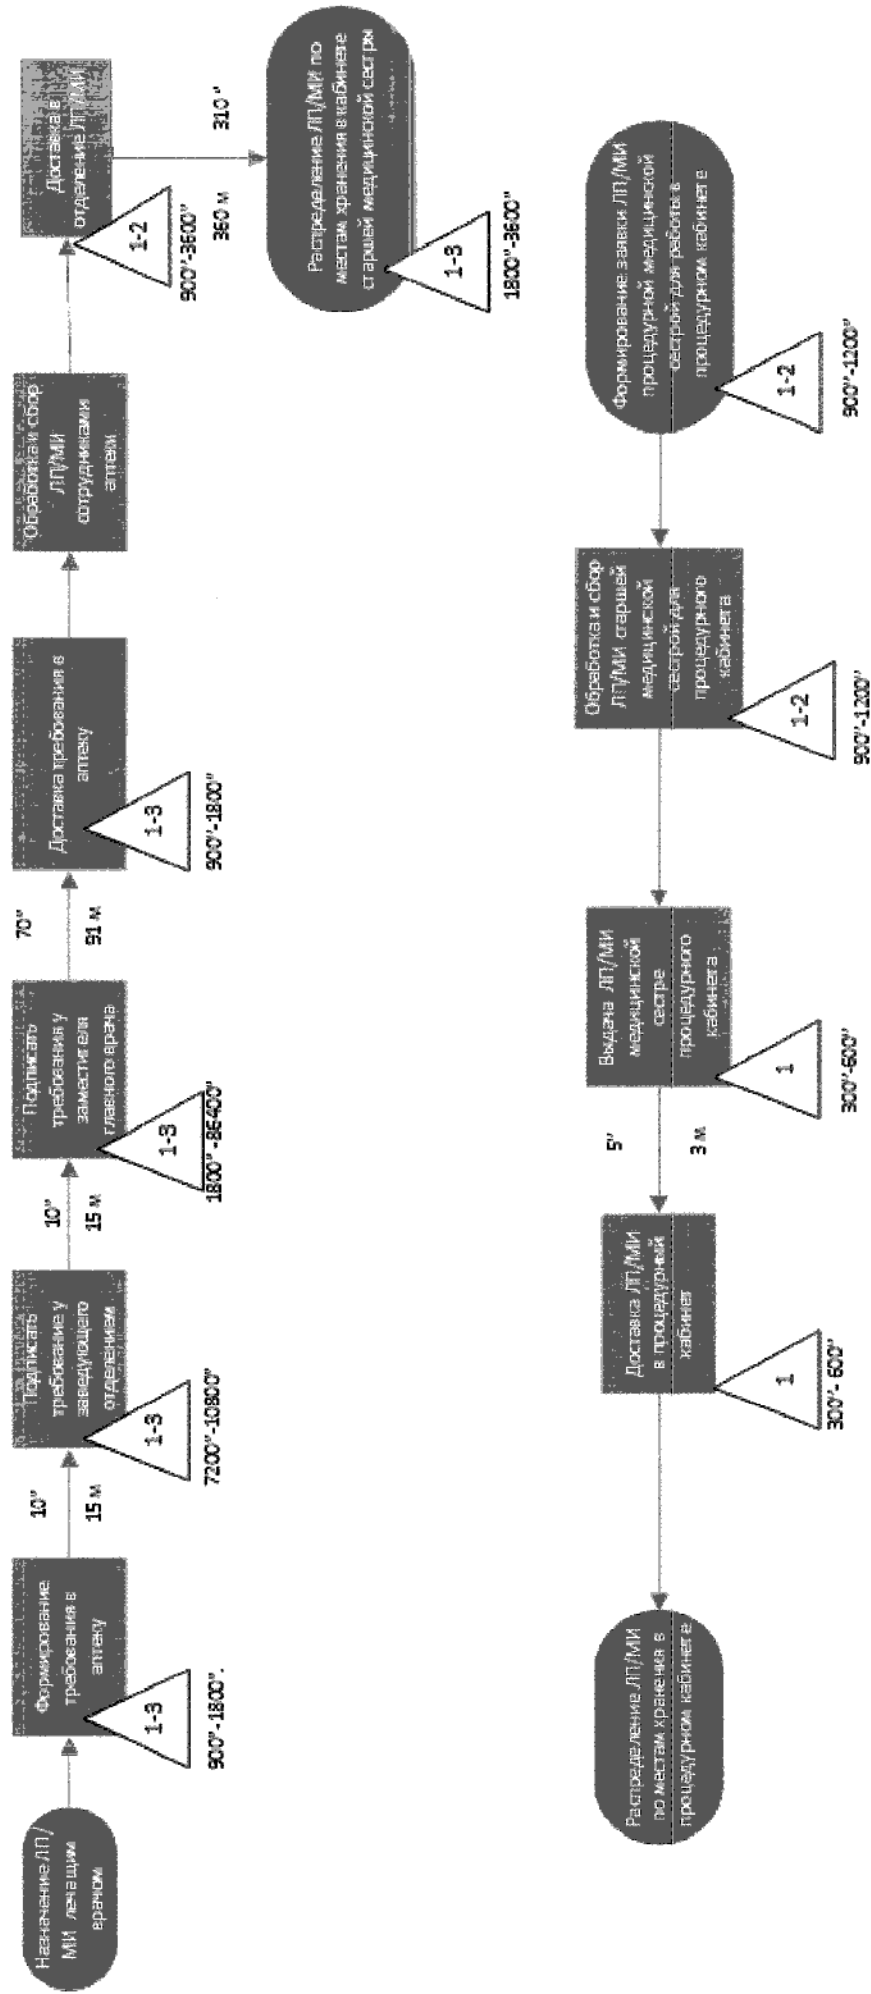 Назначение ЛП/
МИ лечащим
врачом
Формирование
требования в
аптеку
1-3
900”-1800”.
10”
15 м
Подписать
требование у
заведующего
отделением
1-3
7200”-10800”
10”
15 м
Подписать
требования у
заместителя
главного врача
1-3
1800”-86400”
70”
91 м
Доставка требования в
аптеку
1-3
900”-1800”
Обработка и сбор
ЛП/МИ
сотрудниками
аптеки
Доставка в
отделение ЛП/МИ
1-2
900”-3600”
360 м
310”
Распределение ЛП/МИ по
местам хранения в кабинете
старшей медицинской сестры
1-3
1800”-3600”
Формирование заявки ЛП/МИ
процедурной медицинской
сестрой для работы в
процедурном кабинете
1-2
900”-1200”
Обработка и сбор
ЛП/МИ старшей
медицинской
сестрой для
процедурного
кабинета
1-2
900”-1200”
Выдача ЛП/МИ
медицинской
сестре
процедурного
кабинета
1
300”-600”
5”
3 м
Доставка ЛП/МИ
в процедурный
кабинет
1
300”- 600”
Распределение ЛП/МИ
по местам хранения в
процедурном кабинете